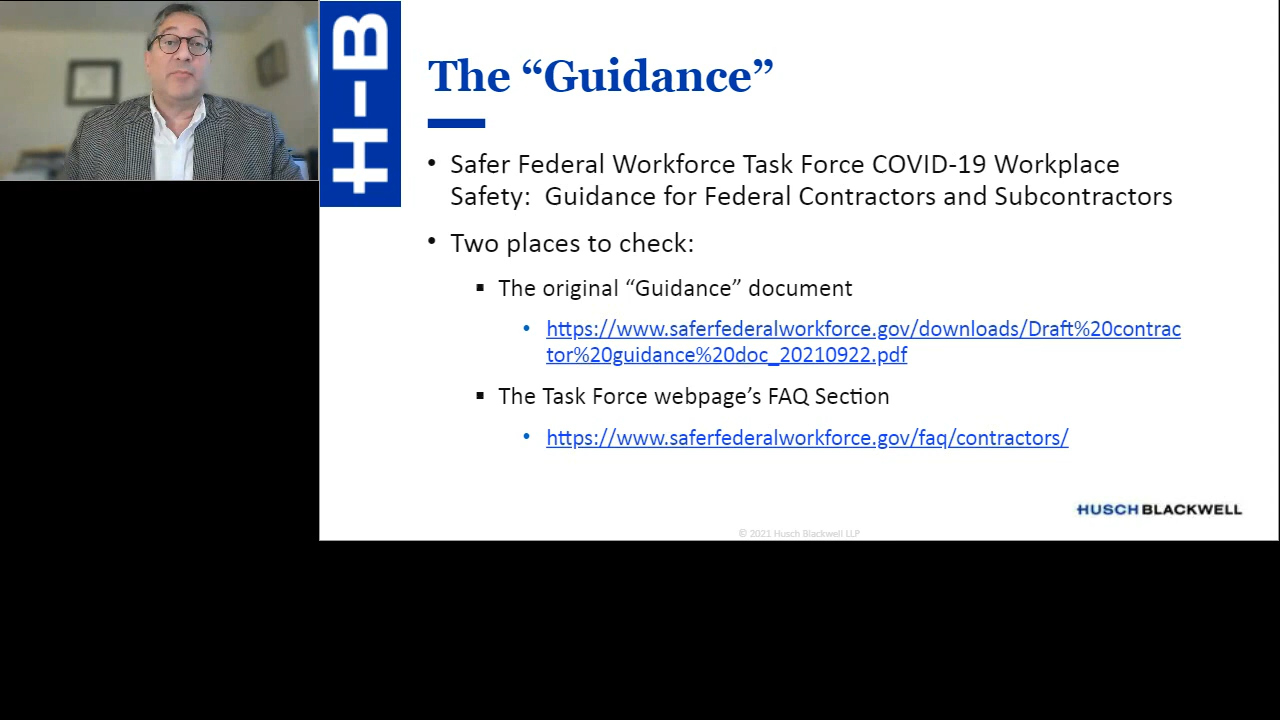 H-B
The “Guidance”
• Safer Federal Workforce Task Force COVID-19 Workplace
Safety:  Guidance for Federal Contractors and Subcontractors
• Two places to check:
▪ The original “Guidance” document
• https://www.saferfederalworkforce.gov/downloads/Draft%20contrac
tor%20guidance%20doc_20210922.pdf
▪ The Task Force webpage’s FAQ Section
• https://www.saferfederalworkforce.gov/faq/contractors/
HUSCHBLACKWELL
© 2021 Husch Blackwell LLP